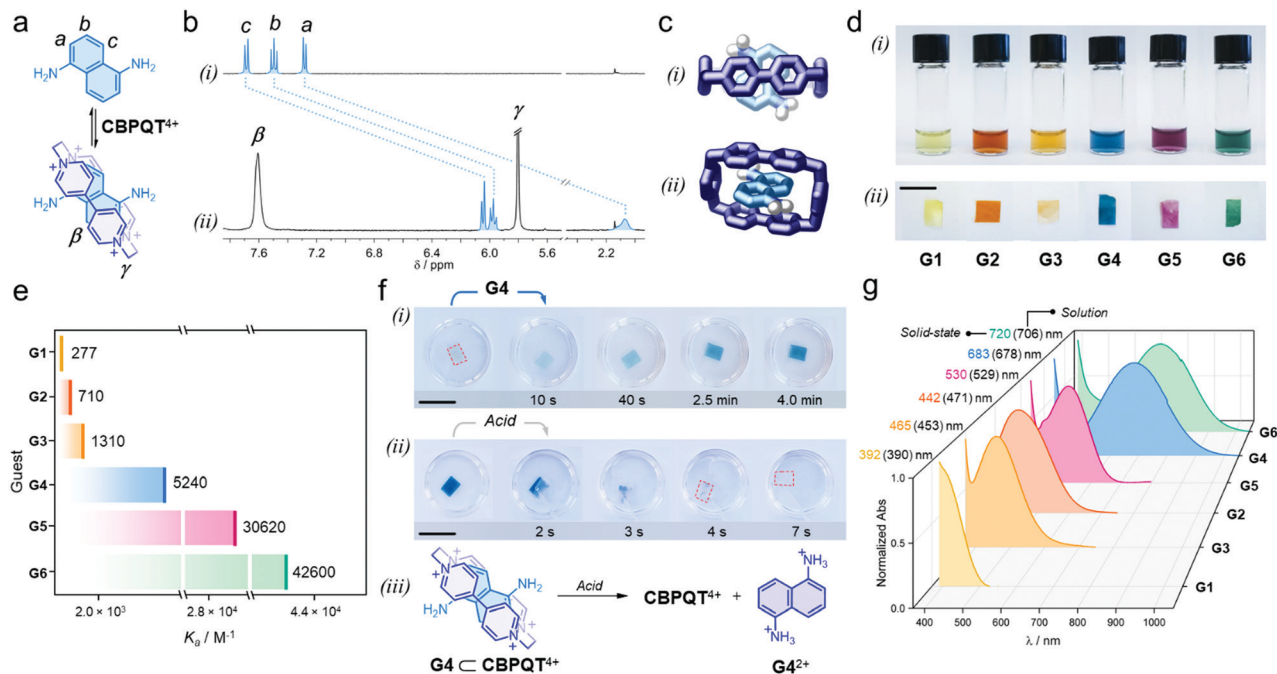 a
b
a
c
H₂N
NH₂
CBPQT⁴⁺
H₂N
NH₂
N⁺
N⁺
β
γ
b
c
b
a
(i)
(ii)
β
γ
7.6
7.2
6.8
6.4
6.0
5.6
2.0
δ / ppm
c
(i)
(ii)
d
(i)
(ii)
G1
G2
G3
G4
G5
G6
e
Guest
G1
277
G2
710
G3
1310
G4
5240
G5
30620
G6
42600
2.0 × 10³
2.8 × 10⁴
4.4 × 10⁴
Kₐ / M⁻¹
f
G4
(i)
10 s
40 s
2.5 min
4.0 min
Acid
(ii)
2 s
3 s
4 s
7 s
(iii)
H₂N
NH₂
N⁺
Acid
CBPQT⁴⁺ +
NH₃
NH₃
G4 ⊂ CBPQT⁴⁺
G4²⁺
g
Solution
Solid-state
720 (706) nm
683 (678) nm
530 (529) nm
442 (471) nm
465 (453) nm
392 (390) nm
Normalized Abs
1.0
0.5
0.0
400
500
600
700
800
900
1000
λ / nm
G6
G4
G5
G2
G3
G1